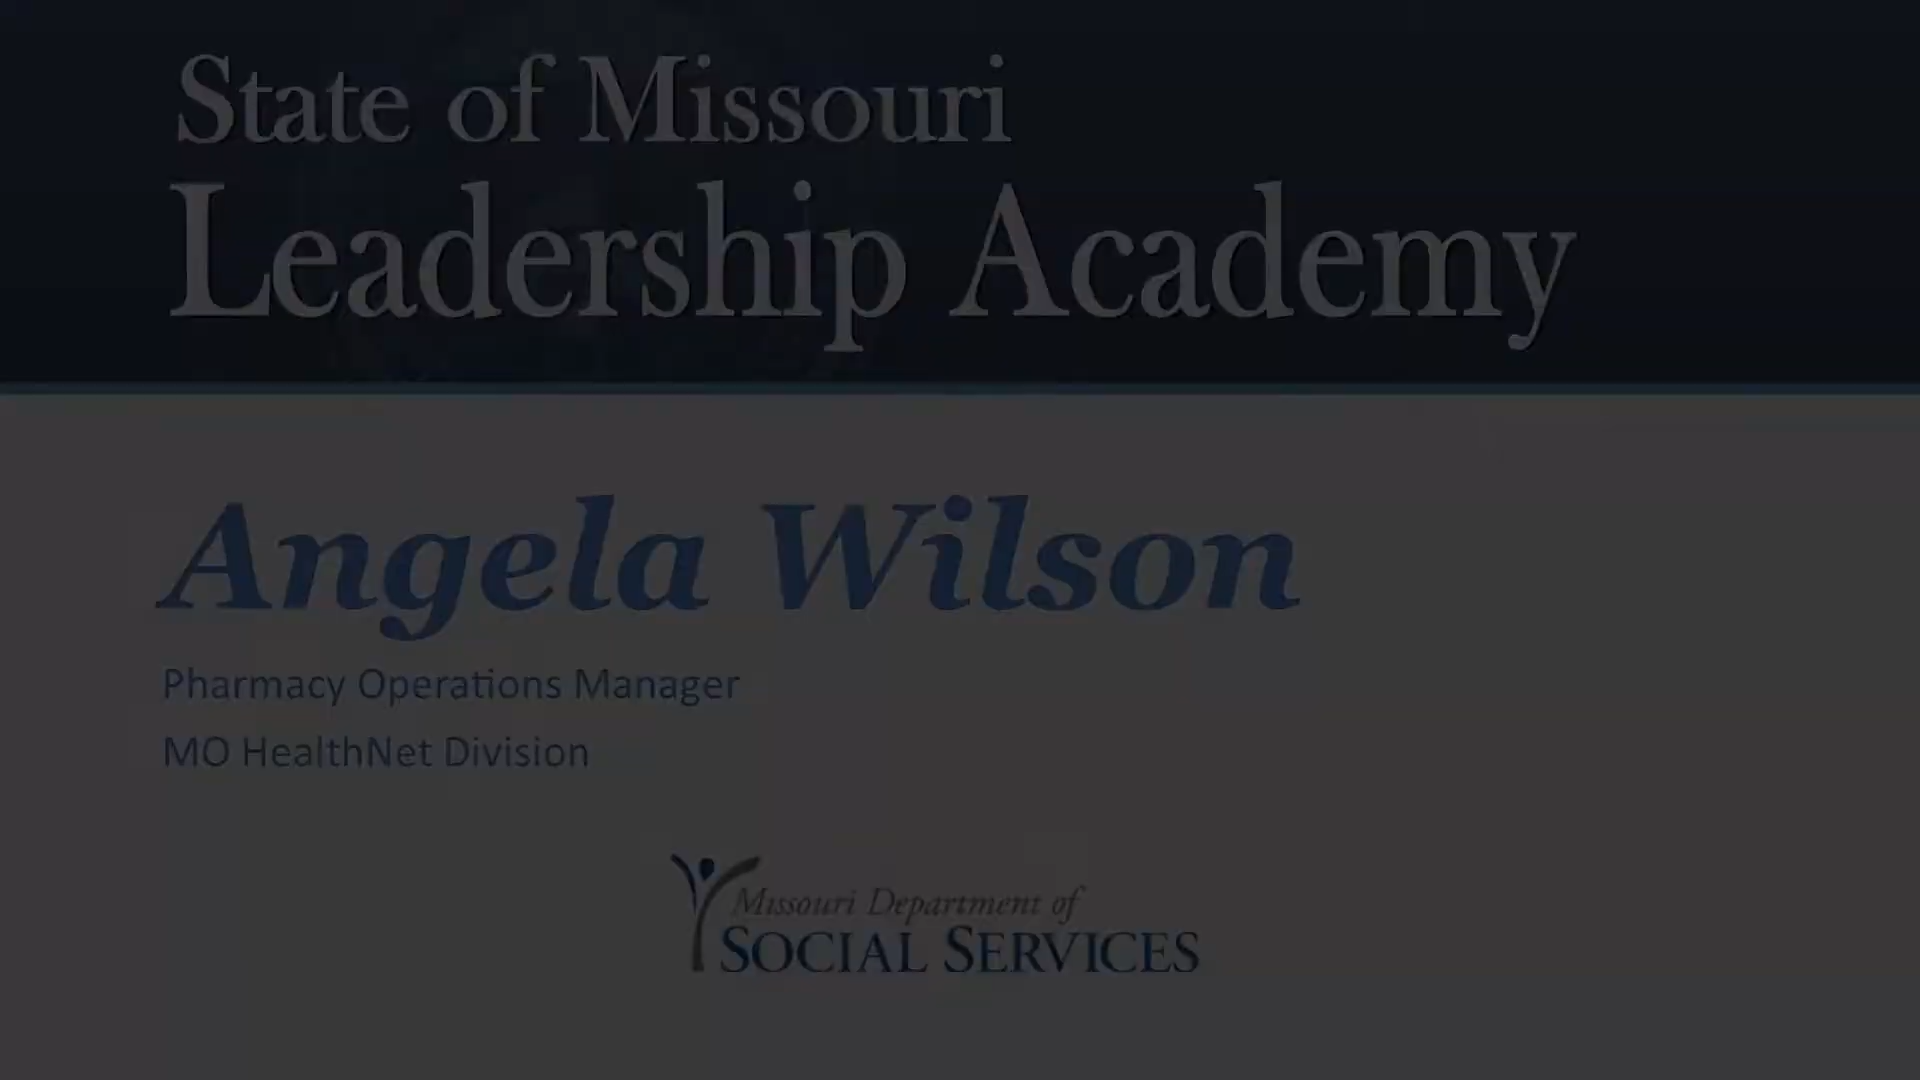 State of Missouri
Leadership Academy
Angela Wilson
Pharmacy Operations Manager
MO HealthNet Division
Missouri Department of
SOCIAL SERVICES